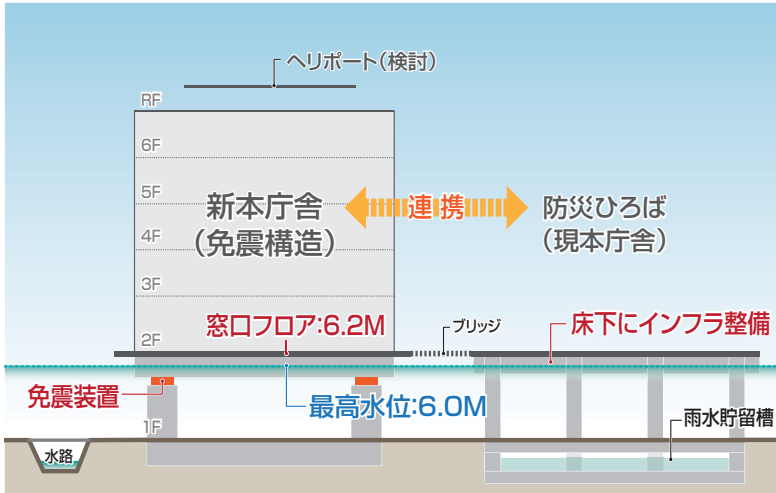 ヘリポート（検討）
RF
6F
5F
4F
3F
2F
1F
新本庁舎
（免震構造）
連携
防災ひろば
（現本庁舎）
窓口フロア:6.2M
ブリッジ
床下にインフラ整備
免震装置
最高水位:6.0M
雨水貯留槽
水路